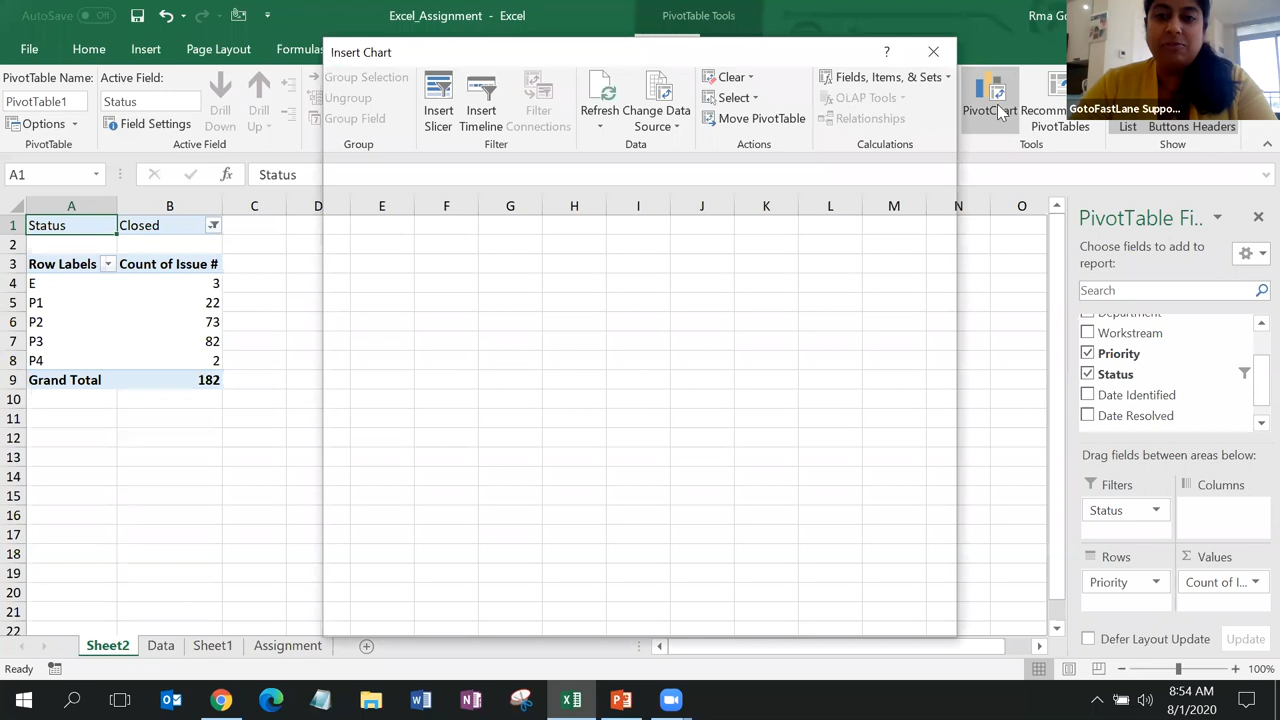 AutoSave Off
Excel_Assignment - Excel
PivotTable Tools
Rma Go
File Home Insert Page Layout Formulas
Insert Chart
?
PivotTable Name:
PivotTable1
Options
PivotTable
Active Field:
Status
Field Settings
Drill Down
Drill Up
Active Field
Group Selection
Ungroup
Group Field
Group
Insert Slicer
Insert Timeline
Filter Connections
Filter
Refresh
Change Data Source
Data
Clear
Select
Move PivotTable
Actions
Fields, Items, & Sets
OLAP Tools
Relationships
Calculations
PivotChart
Recomm
PivotTables
Tools
List Buttons Headers
Show
GotoFastLane Suppo...
A1
fx
Status
A B C D E F G H I J K L M N O
1 Status Closed
2
3 Row Labels Count of Issue #
4 E 3
5 P1 22
6 P2 73
7 P3 82
8 P4 2
9 Grand Total 182
10
11
12
13
14
15
16
17
18
19
20
21
22
PivotTable Fi..
Choose fields to add to
report:
Search
Workstream
Priority
Status
Date Identified
Date Resolved
Drag fields between areas below:
Filters
Columns
Status
Rows
Σ Values
Priority
Count of I...
Defer Layout Update
Update
Sheet2 Data Sheet1 Assignment
Ready
100%
8:54 AM
8/1/2020